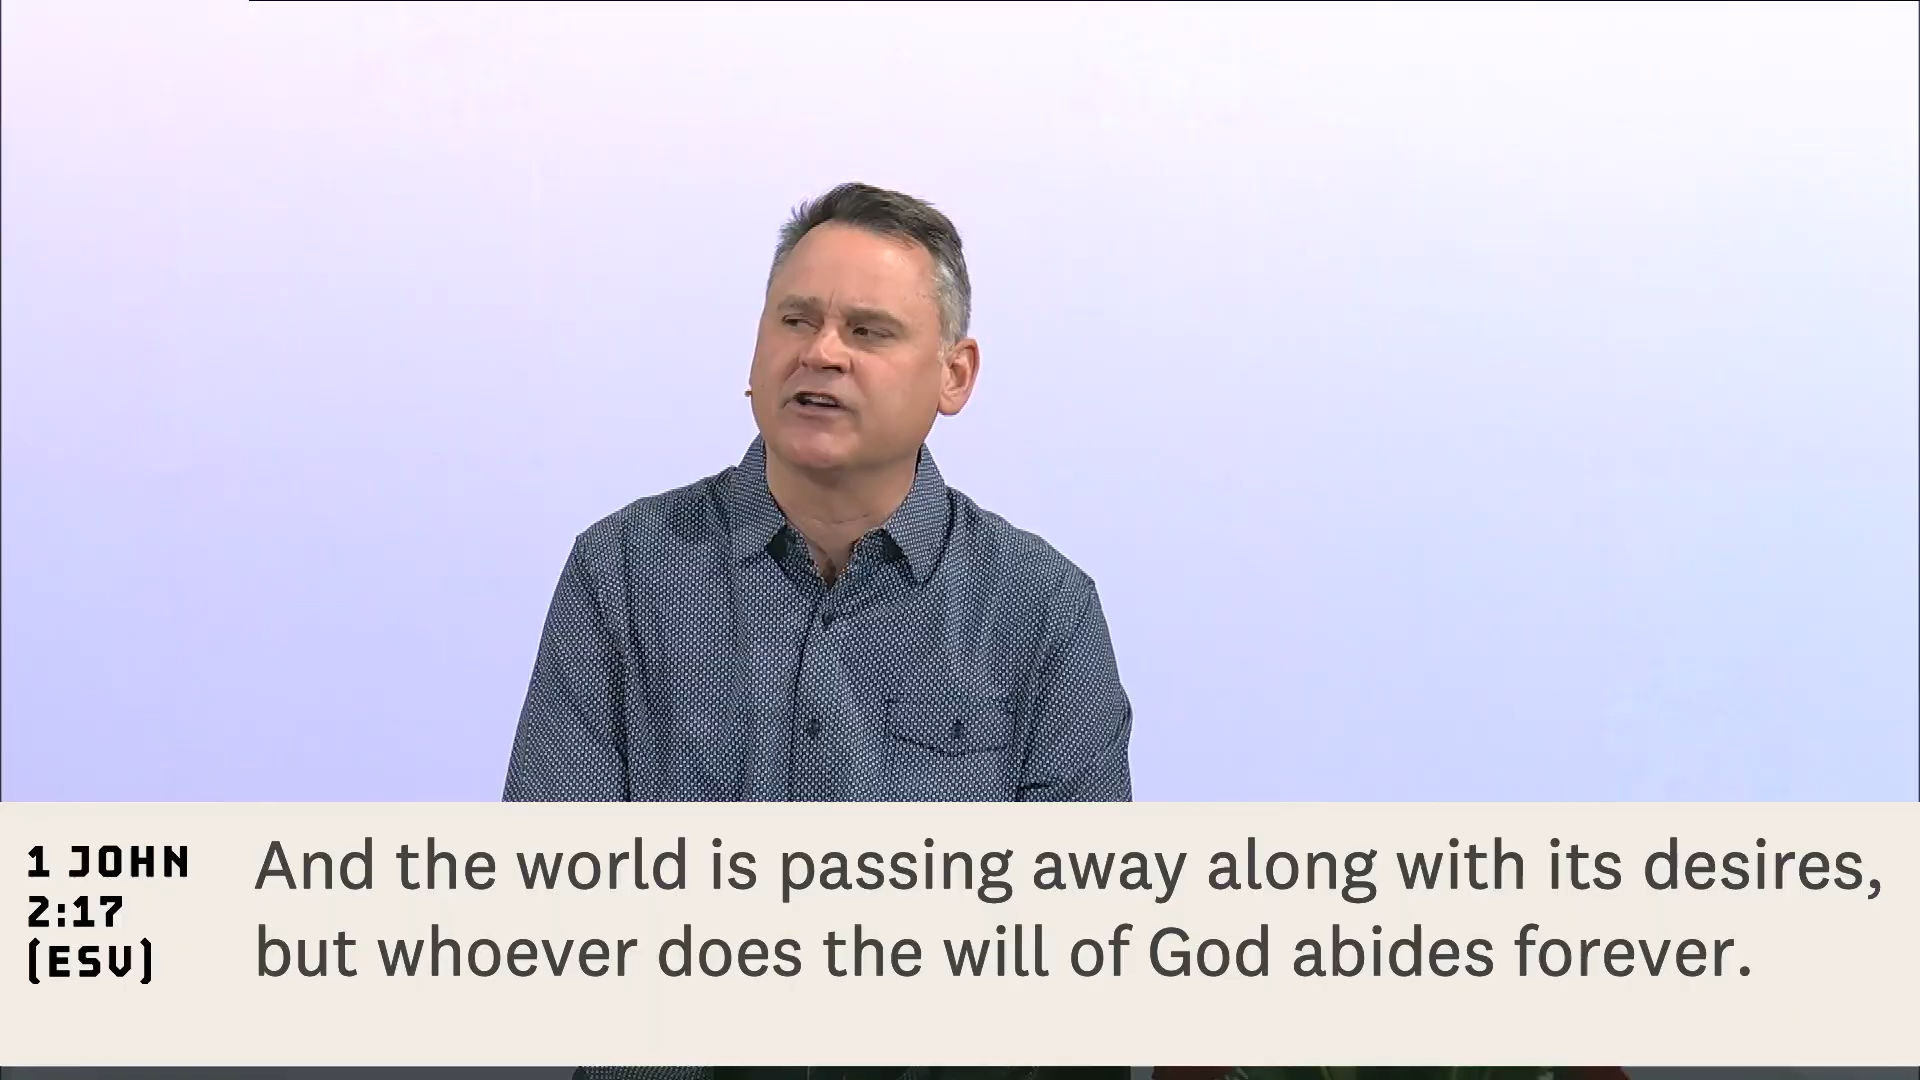 1 JOHN
2:17
(ESV)
And the world is passing away along with its desires,
but whoever does the will of God abides forever.